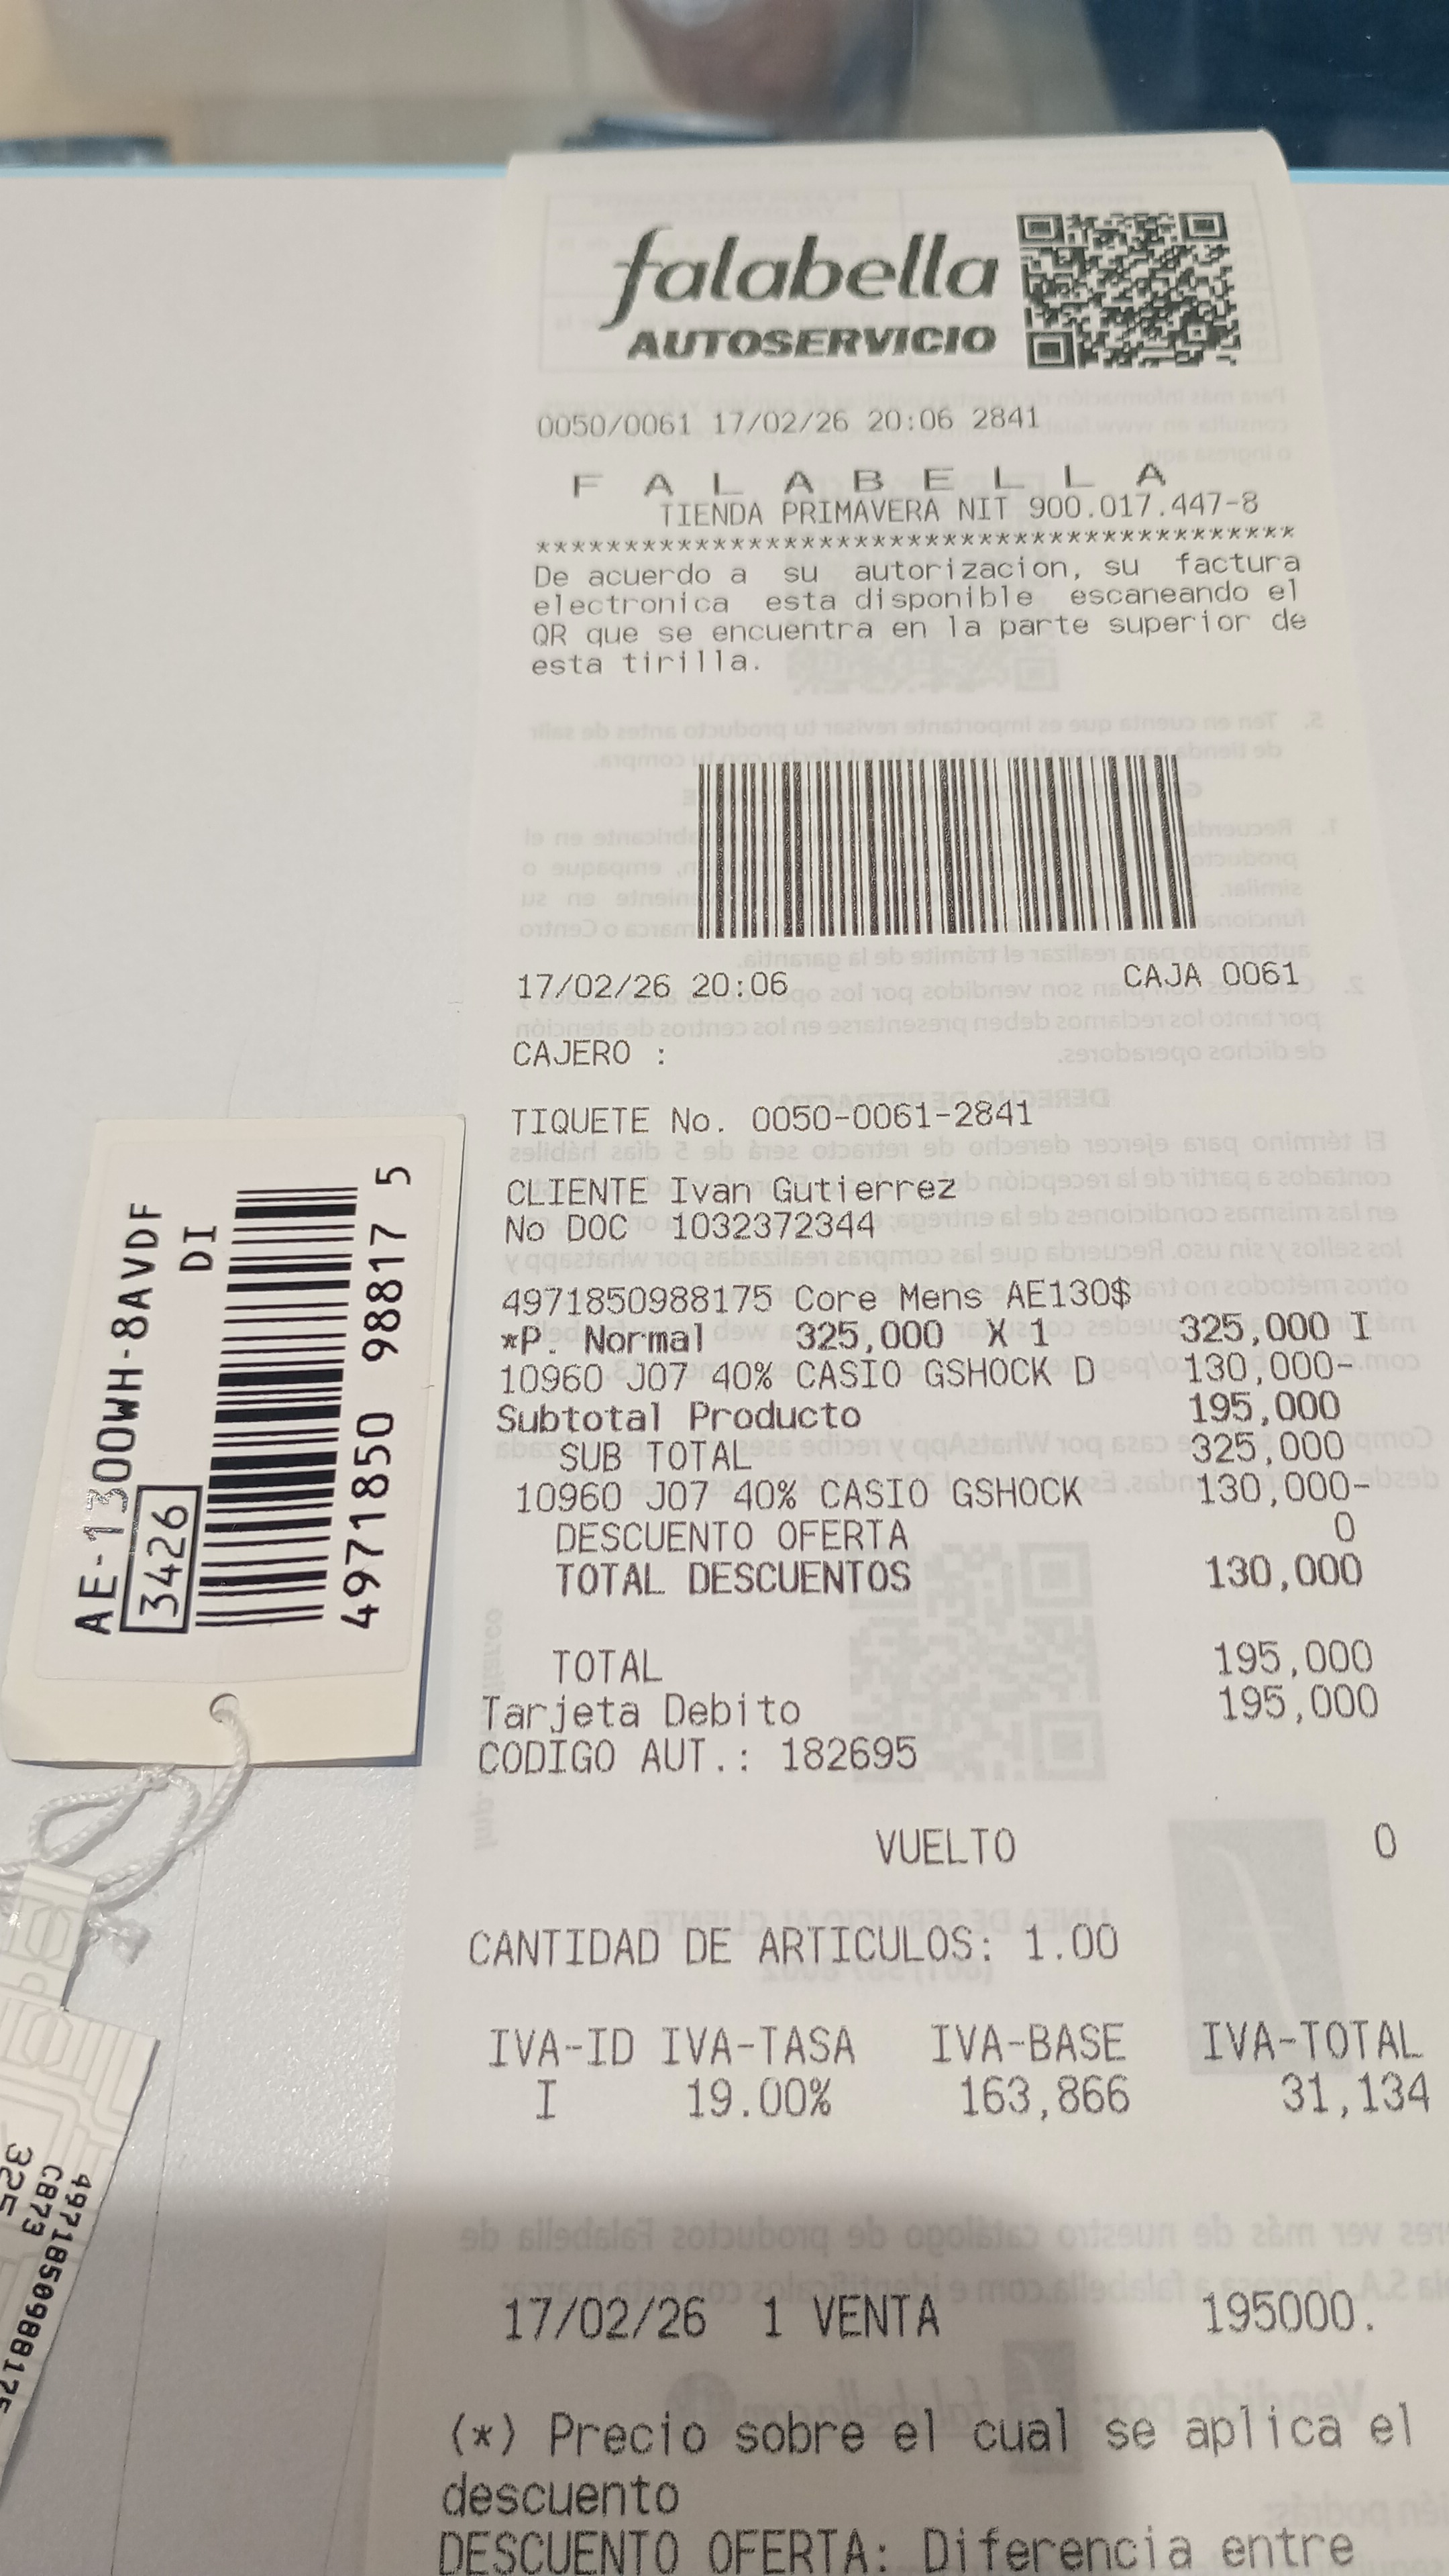 falabella
AUTOSERVICIO
0050/0061 17/02/26 20:06 2841
F A L A B E L L A
TIENDA PRIMAVERA NIT 900.017.447-8
*******************************************
De acuerdo a su autorizacion, su factura
electronica esta disponible escaneando el
QR que se encuentra en la parte superior de
esta tirilla.
17/02/26 20:06 CAJA 0061
CAJERO :
TIQUETE No. 0050-0061-2841
CLIENTE Ivan Gutierrez
No DOC 1032372344
4971850988175 Core Mens AE130$
*P. Normal 325,000 X 1 325,000 I
10960 J07 40% CASIO GSHOCK D 130,000-
Subtotal Producto 195,000
SUB TOTAL 325,000
10960 J07 40% CASIO GSHOCK 130,000-
DESCUENTO OFERTA 0
TOTAL DESCUENTOS 130,000
TOTAL 195,000
Tarjeta Debito 195,000
CODIGO AUT.: 182695
VUELTO 0
CANTIDAD DE ARTICULOS: 1.00
IVA-ID IVA-TASA IVA-BASE IVA-TOTAL
I 19.00% 163,866 31,134
17/02/26 1 VENTA 195000.
(*) Precio sobre el cual se aplica el
descuento
DESCUENTO OFERTA: Diferencia entre
AE-1300WH-8AVDF
DI
3426
4971850 98817 5
4971850988175
CB73
325